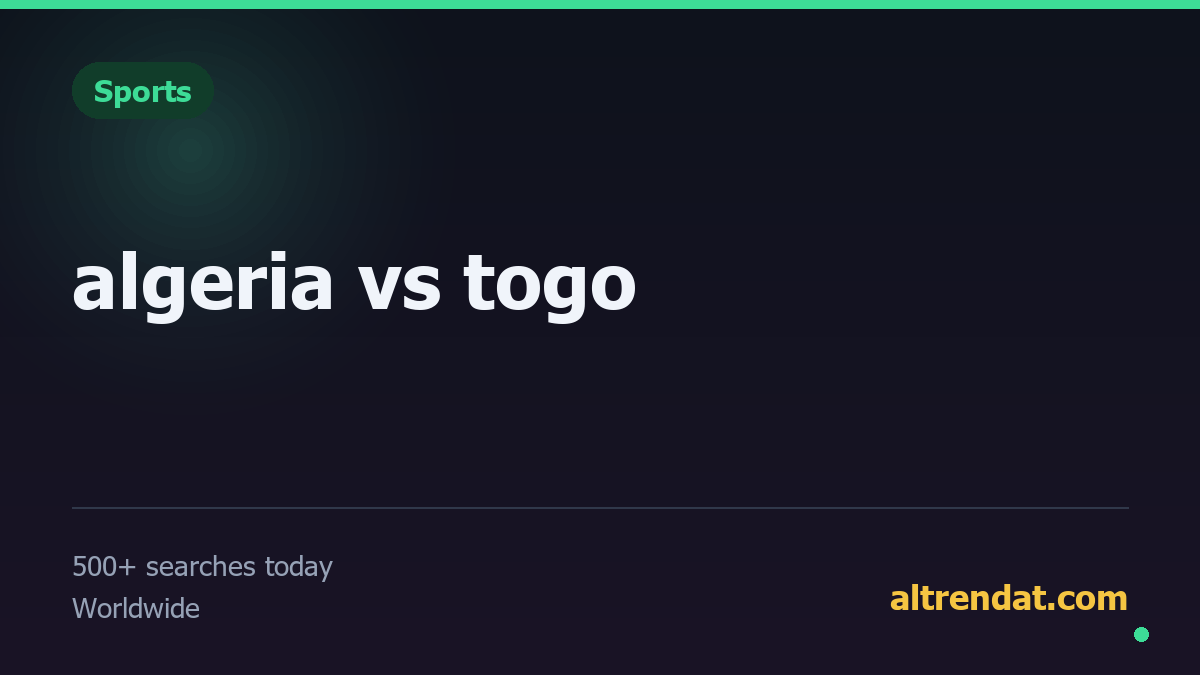 Sports
algeria vs togo
500+ searches today
Worldwide
altrendat.com